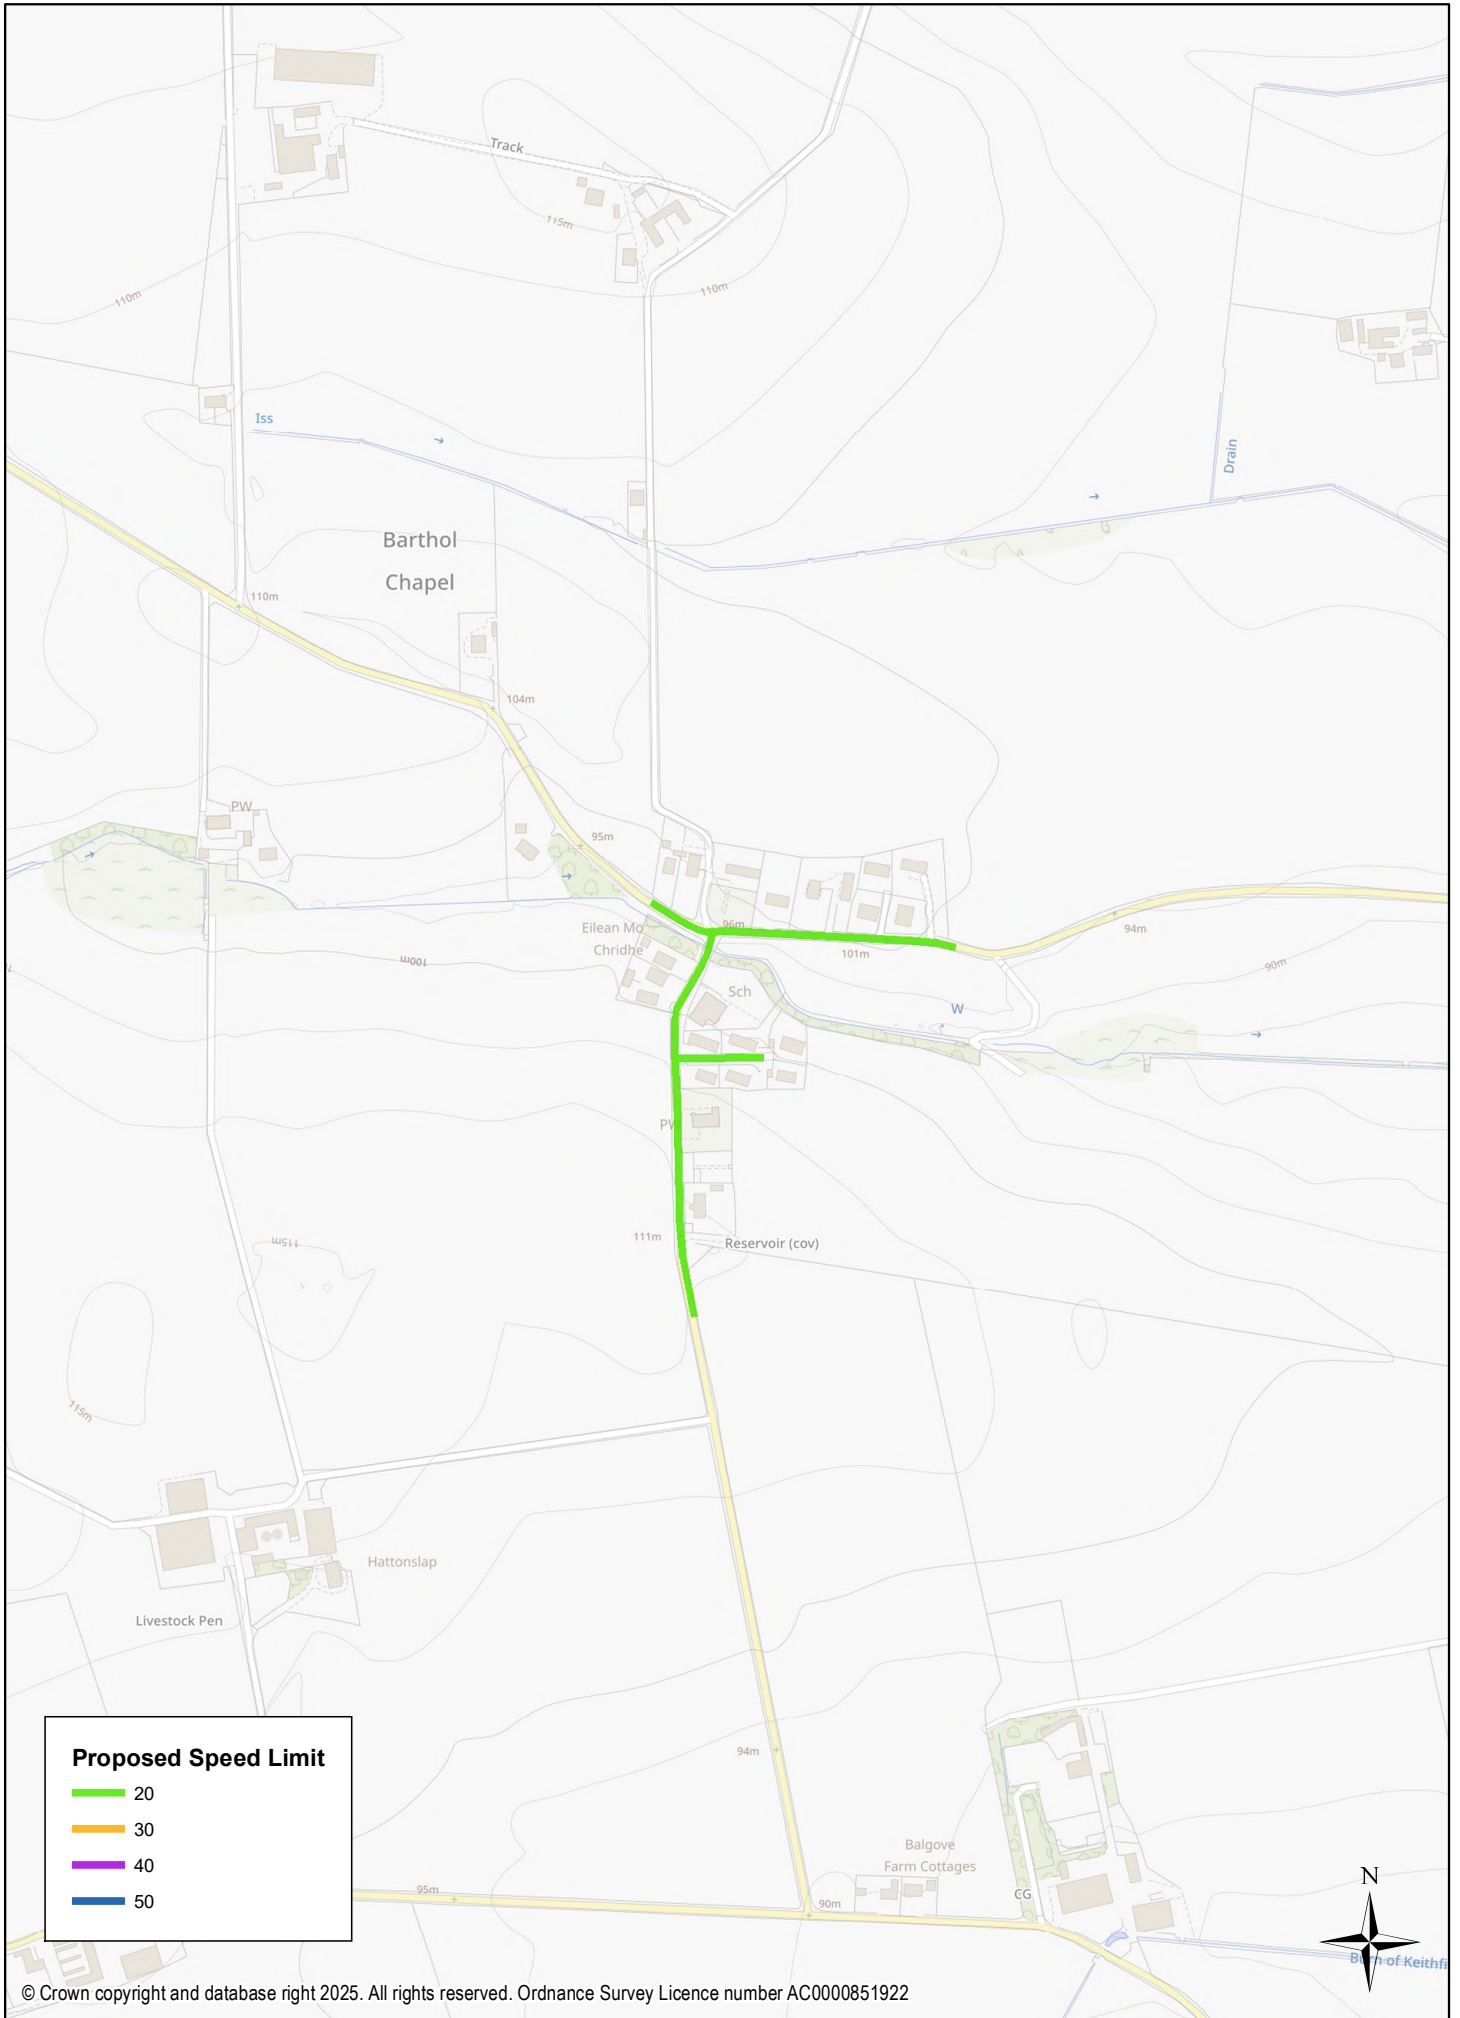 Track
115m
110m
110m
Iss
Drain
Barthol
Chapel
110m
104m
PW
95m
96m
Eilean Mo
Chridhe
101m
94m
100m
90m
Sch
W
PW
111m
Reservoir (cov)
115m
115m
Hattonslap
Livestock Pen
Proposed Speed Limit
20
30
40
50
94m
Balgove
Farm Cottages
95m
90m
CG
N
Burn of Keithfi
© Crown copyright and database right 2025. All rights reserved. Ordnance Survey Licence number AC0000851922